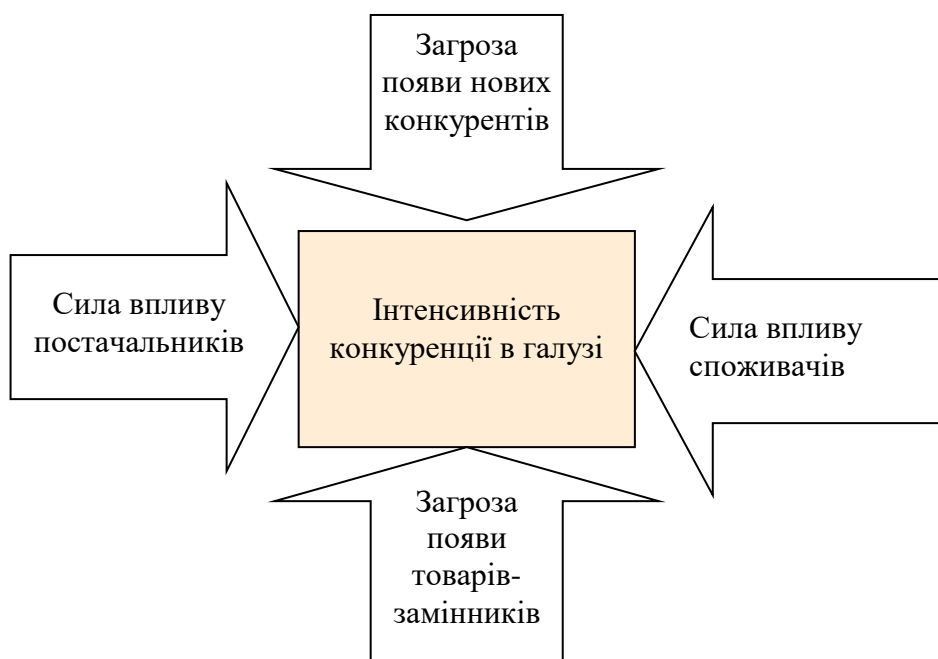 Загроза
появи нових
конкурентів
Сила впливу
постачальників
Інтенсивність
конкуренції в галузі
Сила впливу
споживачів
Загроза
появи
товарів-
замінників